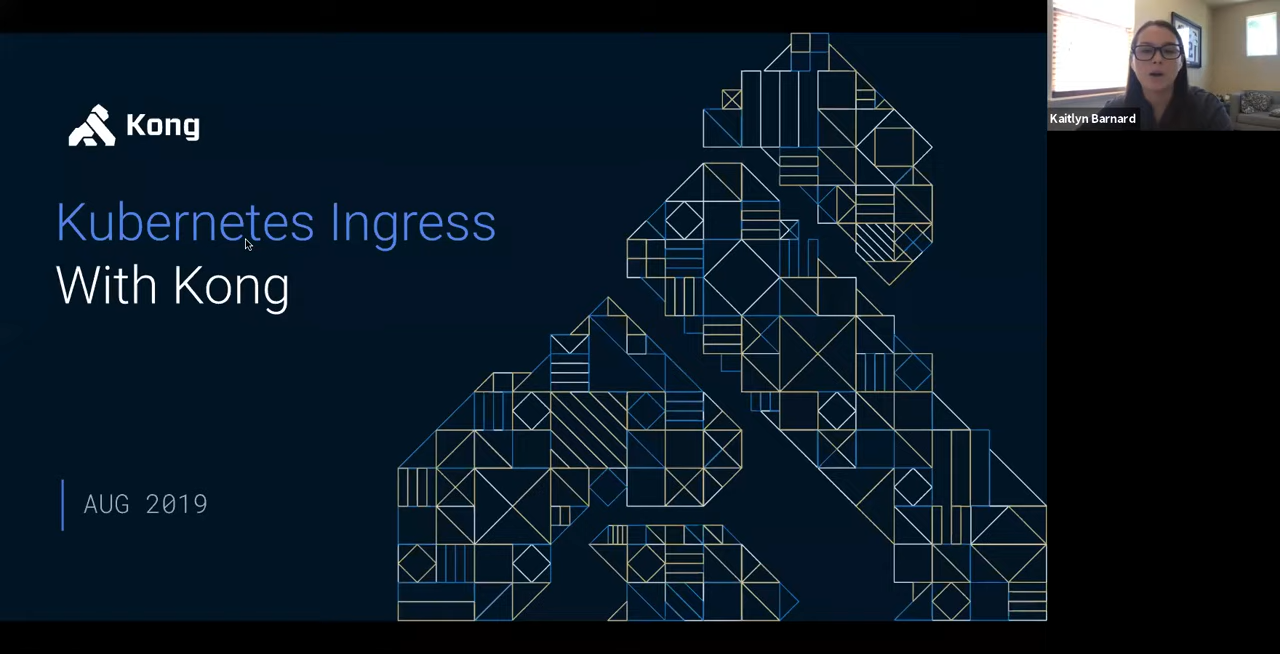 Kong
Kubernetes Ingress
With Kong
AUG 2019
Kaitlyn Barnard